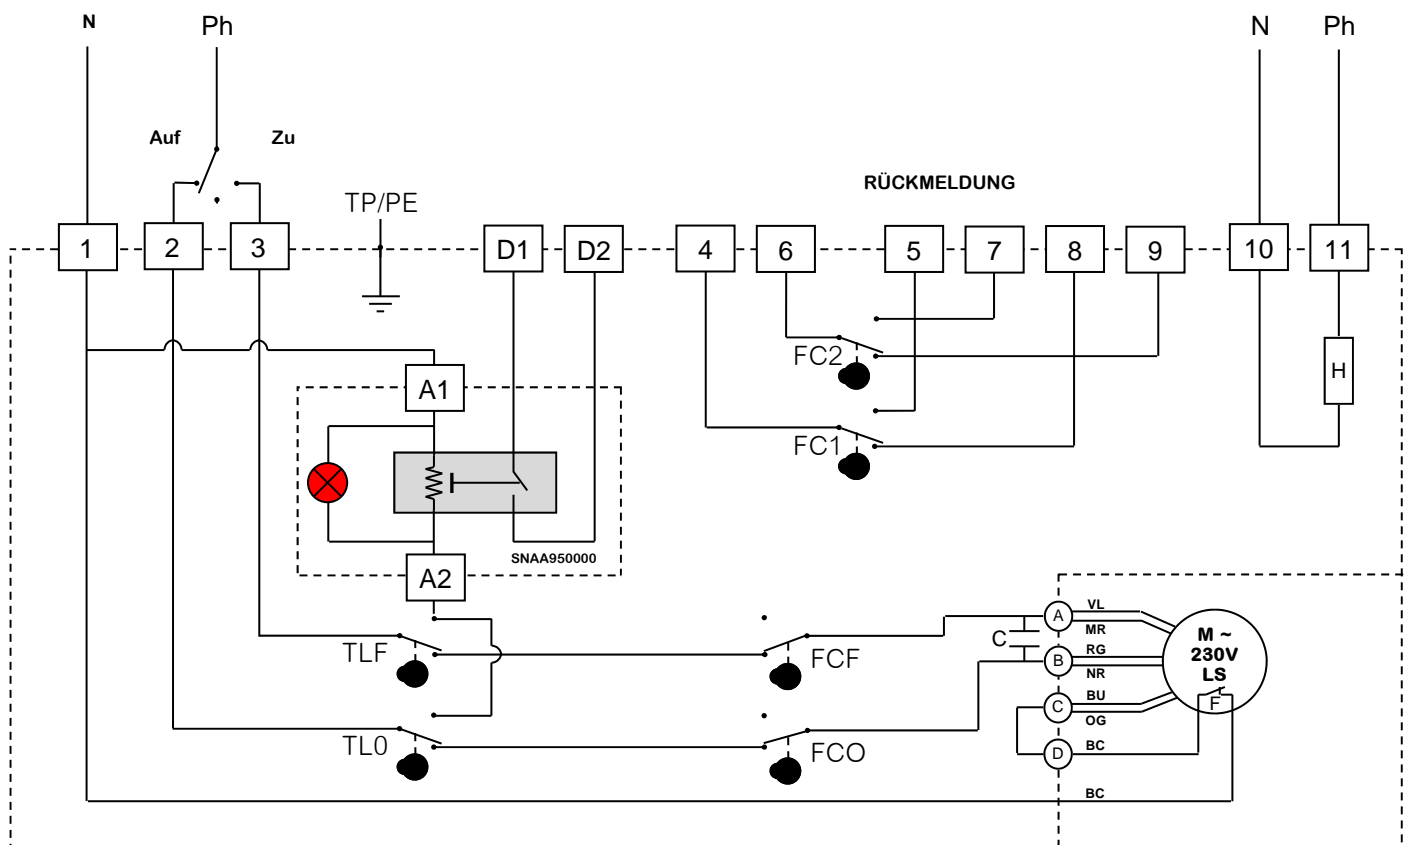 N
Ph
N
Ph
Auf
Zu
RÜCKMELDUNG
TP/PE
1
2
3
D1
D2
4
6
5
7
8
9
10
11
FC2
H
A1
FC1
SNAA950000
A2
VL
A
C
MR
M ~
TLF
FCF
RG
230V
B
NR
LS
BU
F
C
OG
TL0
FCO
BC
D
BC